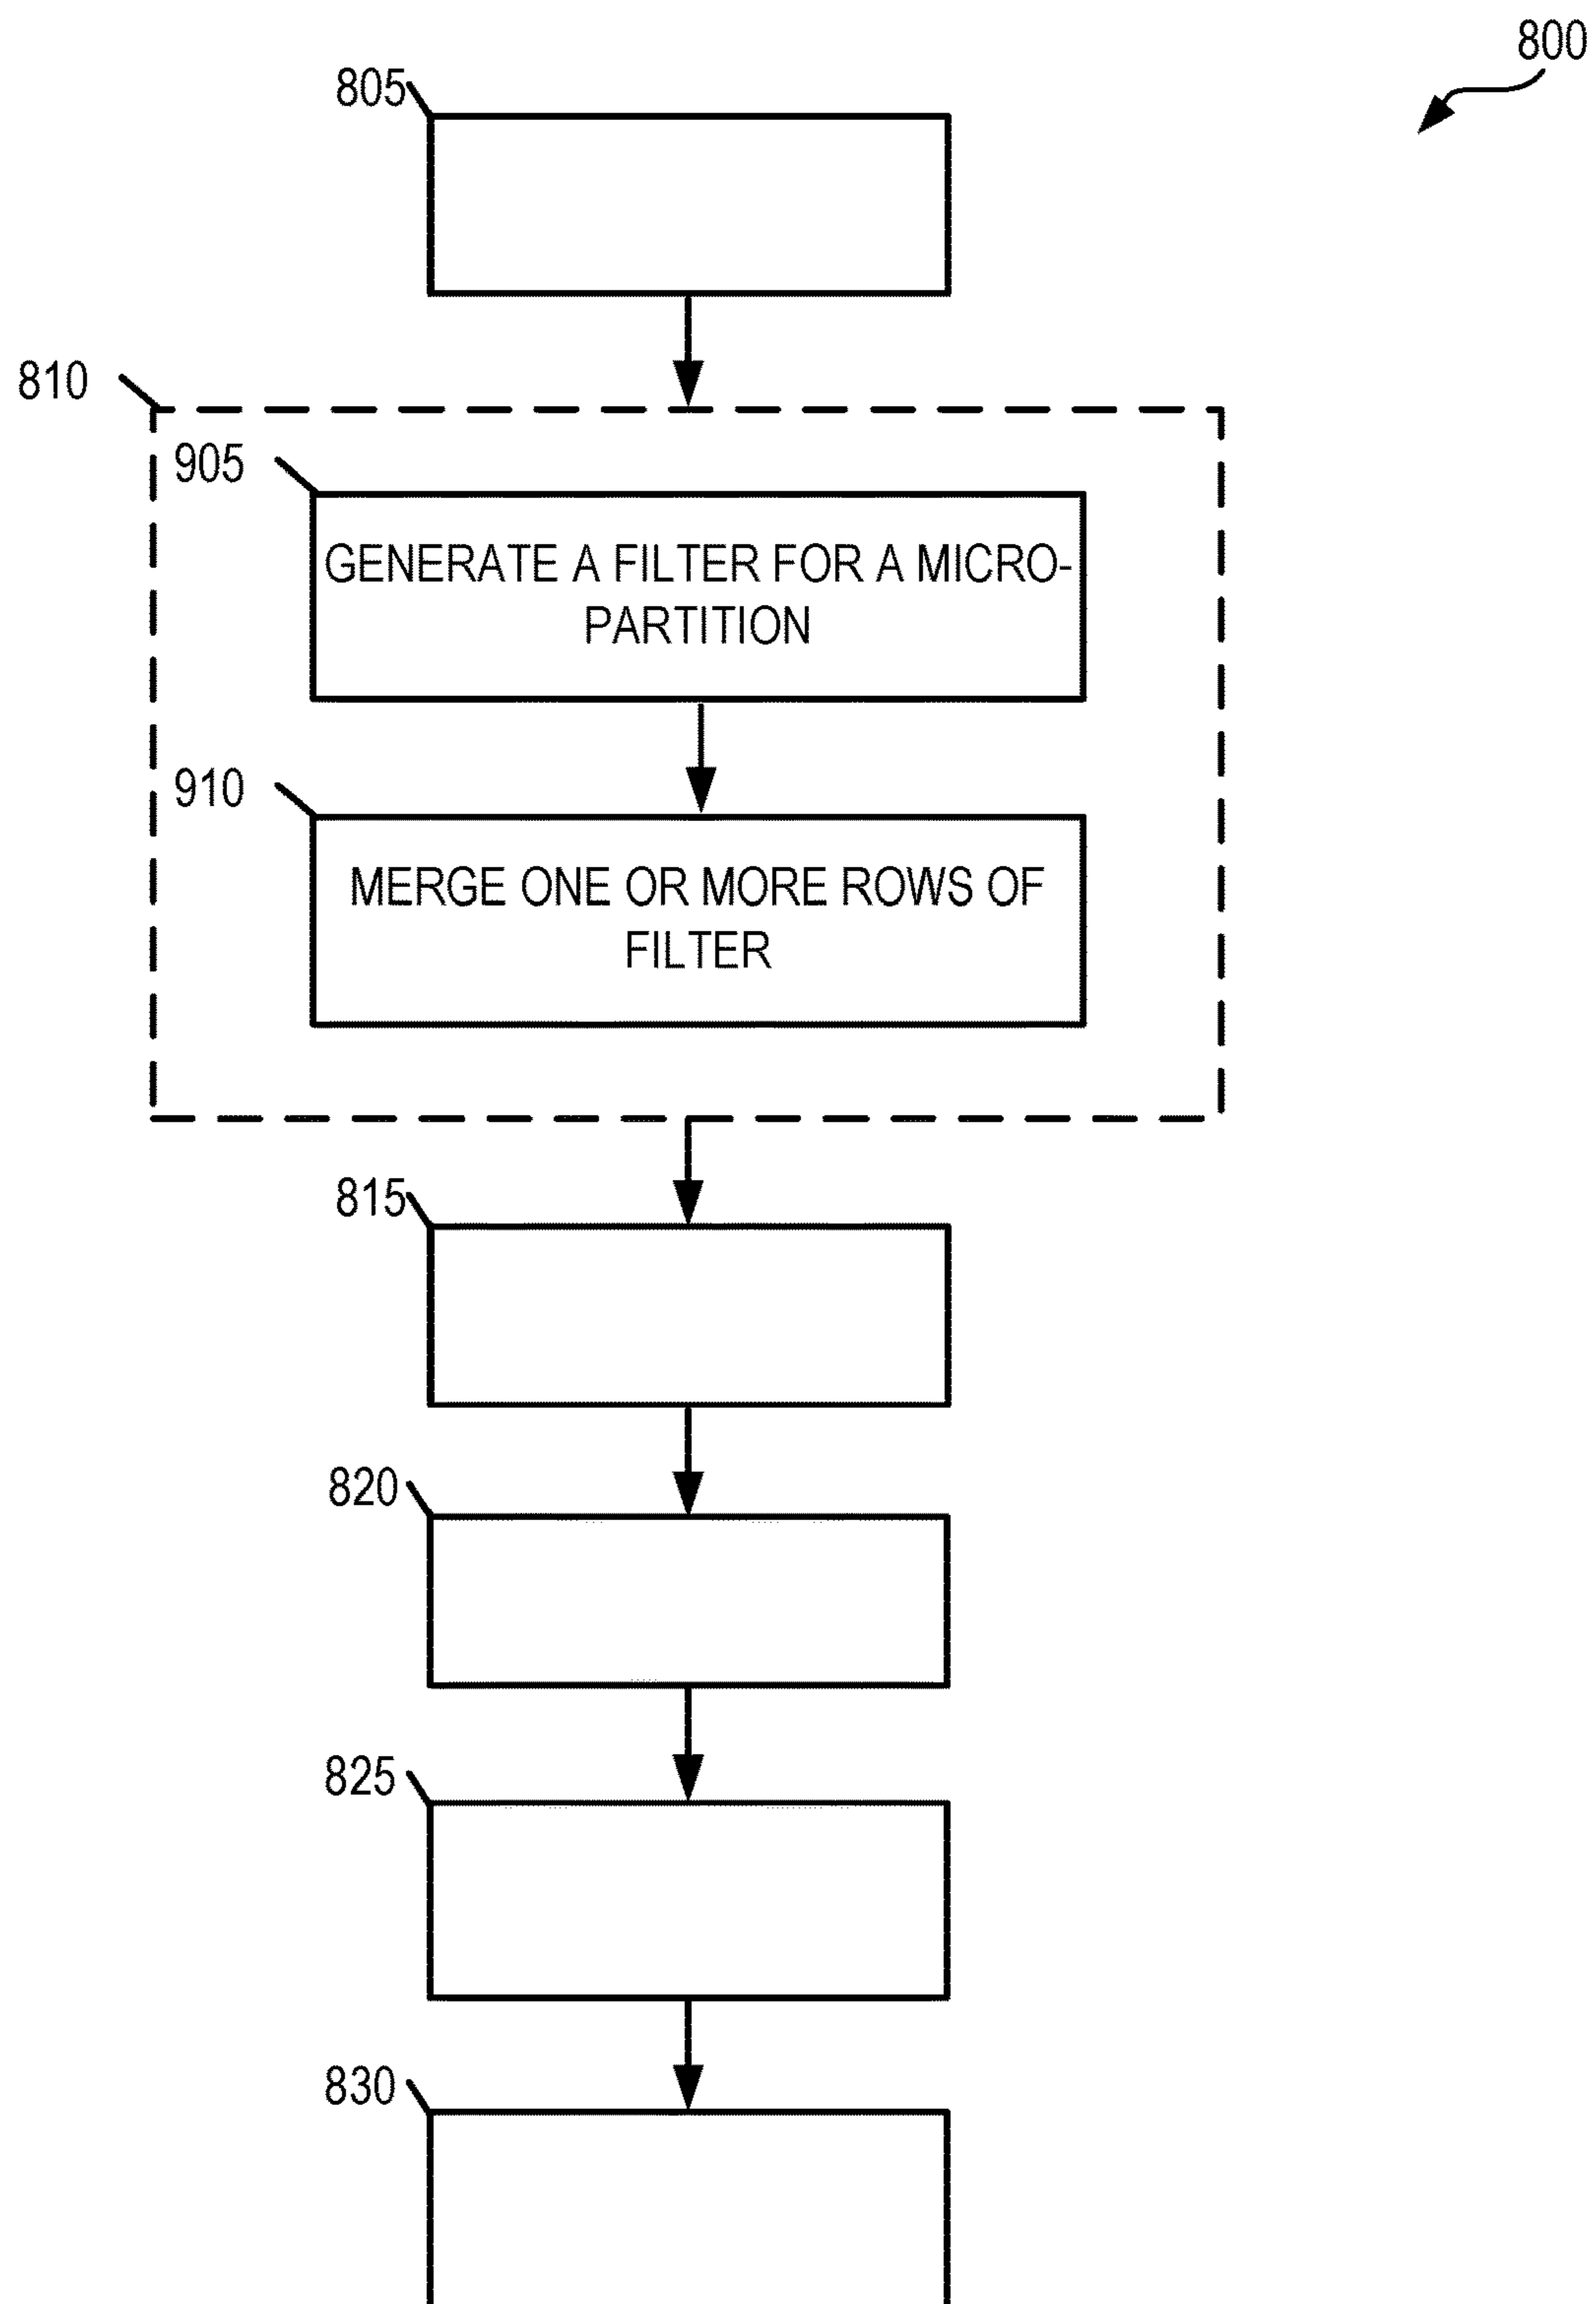 800
805
810
905
GENERATE A FILTER FOR A MICRO-
PARTITION
910
MERGE ONE OR MORE ROWS OF
FILTER
815
820
825
830